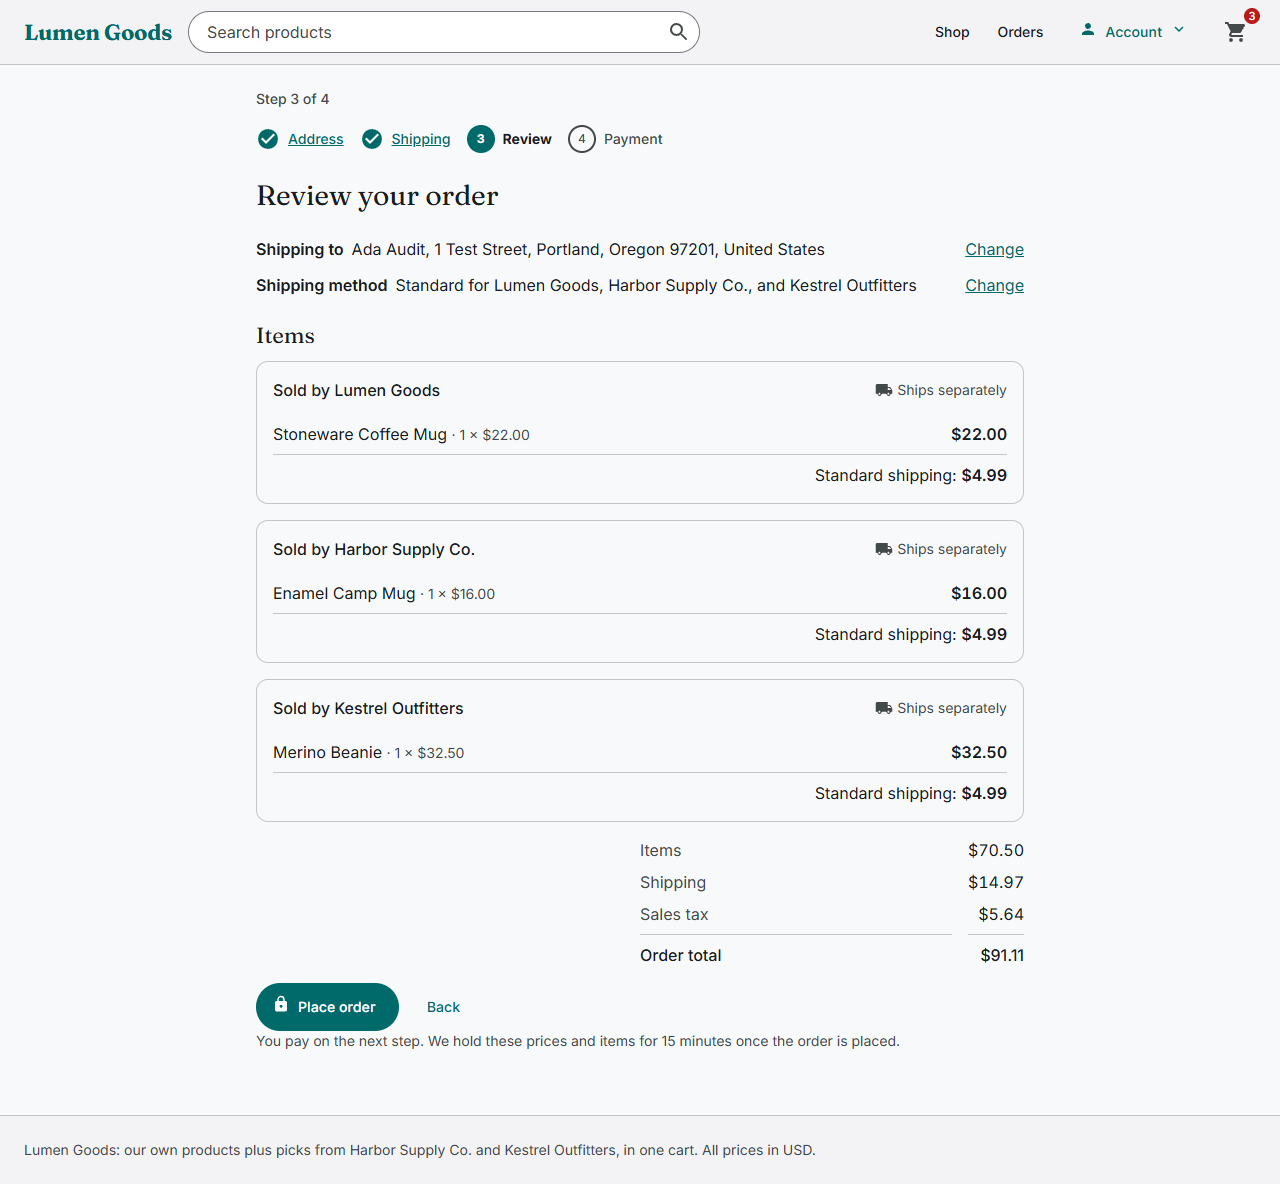 Lumen Goods
Search products
Shop
Orders
Account
3
Step 3 of 4
Address
Shipping
3
Review
4
Payment
Review your order
Shipping to Ada Audit, 1 Test Street, Portland, Oregon 97201, United States
Change
Shipping method Standard for Lumen Goods, Harbor Supply Co., and Kestrel Outfitters
Change
Items
Sold by Lumen Goods
Ships separately
Stoneware Coffee Mug · 1 × $22.00
$22.00
Standard shipping: $4.99
Sold by Harbor Supply Co.
Ships separately
Enamel Camp Mug · 1 × $16.00
$16.00
Standard shipping: $4.99
Sold by Kestrel Outfitters
Ships separately
Merino Beanie · 1 × $32.50
$32.50
Standard shipping: $4.99
Items
$70.50
Shipping
$14.97
Sales tax
$5.64
Order total
$91.11
Place order
Back
You pay on the next step. We hold these prices and items for 15 minutes once the order is placed.
Lumen Goods: our own products plus picks from Harbor Supply Co. and Kestrel Outfitters, in one cart. All prices in USD.